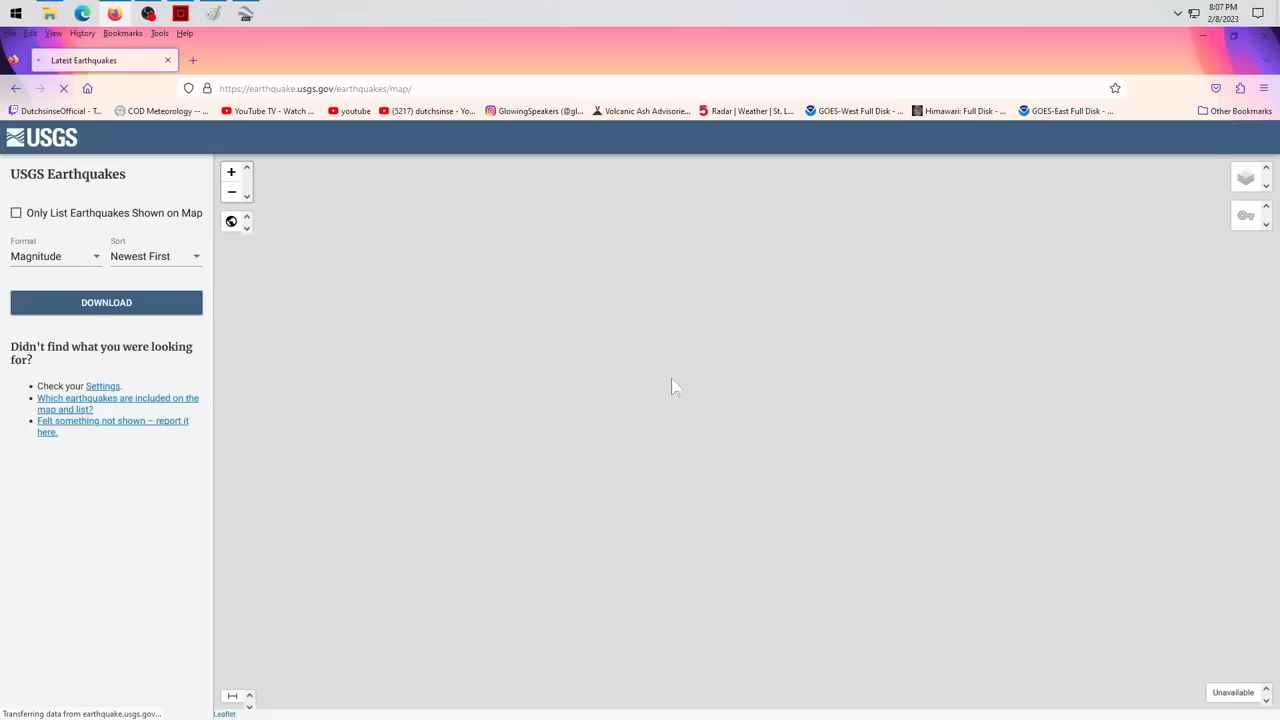 8:07 PM
2/8/2023
File Edit View History Bookmarks Tools Help
Latest Earthquakes
https://earthquake.usgs.gov/earthquakes/map/
DutchsinseOfficial - T... COD Meteorology -- ... YouTube TV - Watch ... youtube (5217) dutchsinse - Yo... GlowingSpeakers (@gl... Volcanic Ash Advisorie... Radar | Weather | St. L... GOES-West Full Disk - ... Himawari: Full Disk - ... GOES-East Full Disk - ... Other Bookmarks
USGS
USGS Earthquakes
Only List Earthquakes Shown on Map
Format Sort
Magnitude Newest First
DOWNLOAD
Didn't find what you were looking
for?
Check your Settings.
Which earthquakes are included on the
map and list?
Felt something not shown – report it
here.
Unavailable
Transferring data from earthquake.usgs.gov...
Leaflet